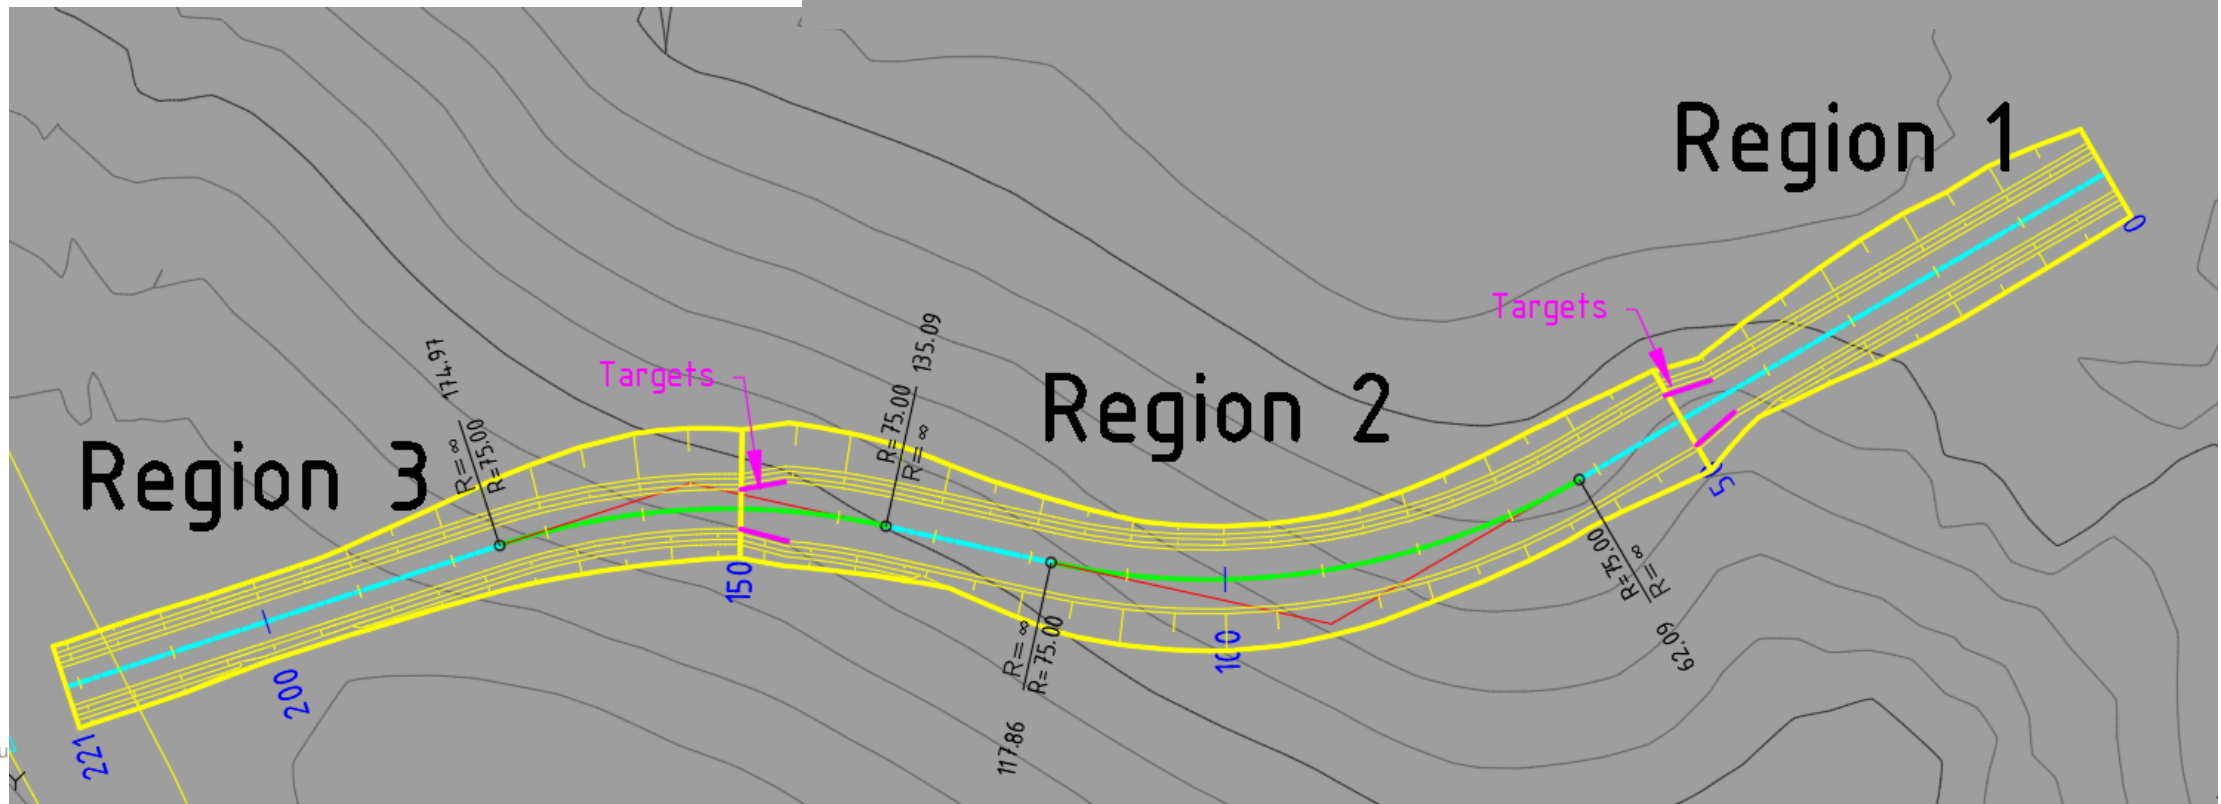 Region 1
0
Targets
135.09
R=75.00
R=∞
174.97
R=∞
R=75.00
Targets
Region 2
Region 3
50
150
R=75.00
R=∞
62.09
R=∞
R=75.00
117.86
100
200
221